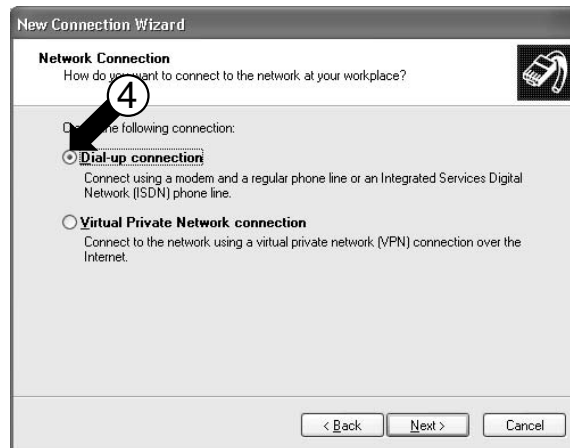 New Connection Wizard
Network Connection
How do you want to connect to the network at your workplace?
4
the following connection:
Dial-up connection
Connect using a modem and a regular phone line or an Integrated Services Digital
Network (ISDN) phone line.
Virtual Private Network connection
Connect to the network using a virtual private network (VPN) connection over the
Internet.
< Back
Next >
Cancel